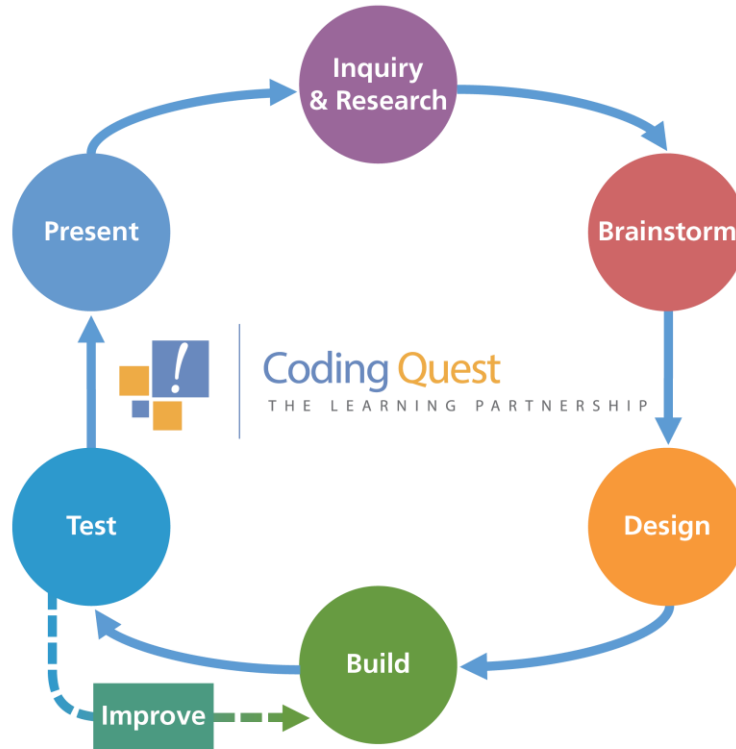 Inquiry
& Research
Brainstorm
Design
Build
Improve
Test
Present
!
Coding Quest
THE LEARNING PARTNERSHIP